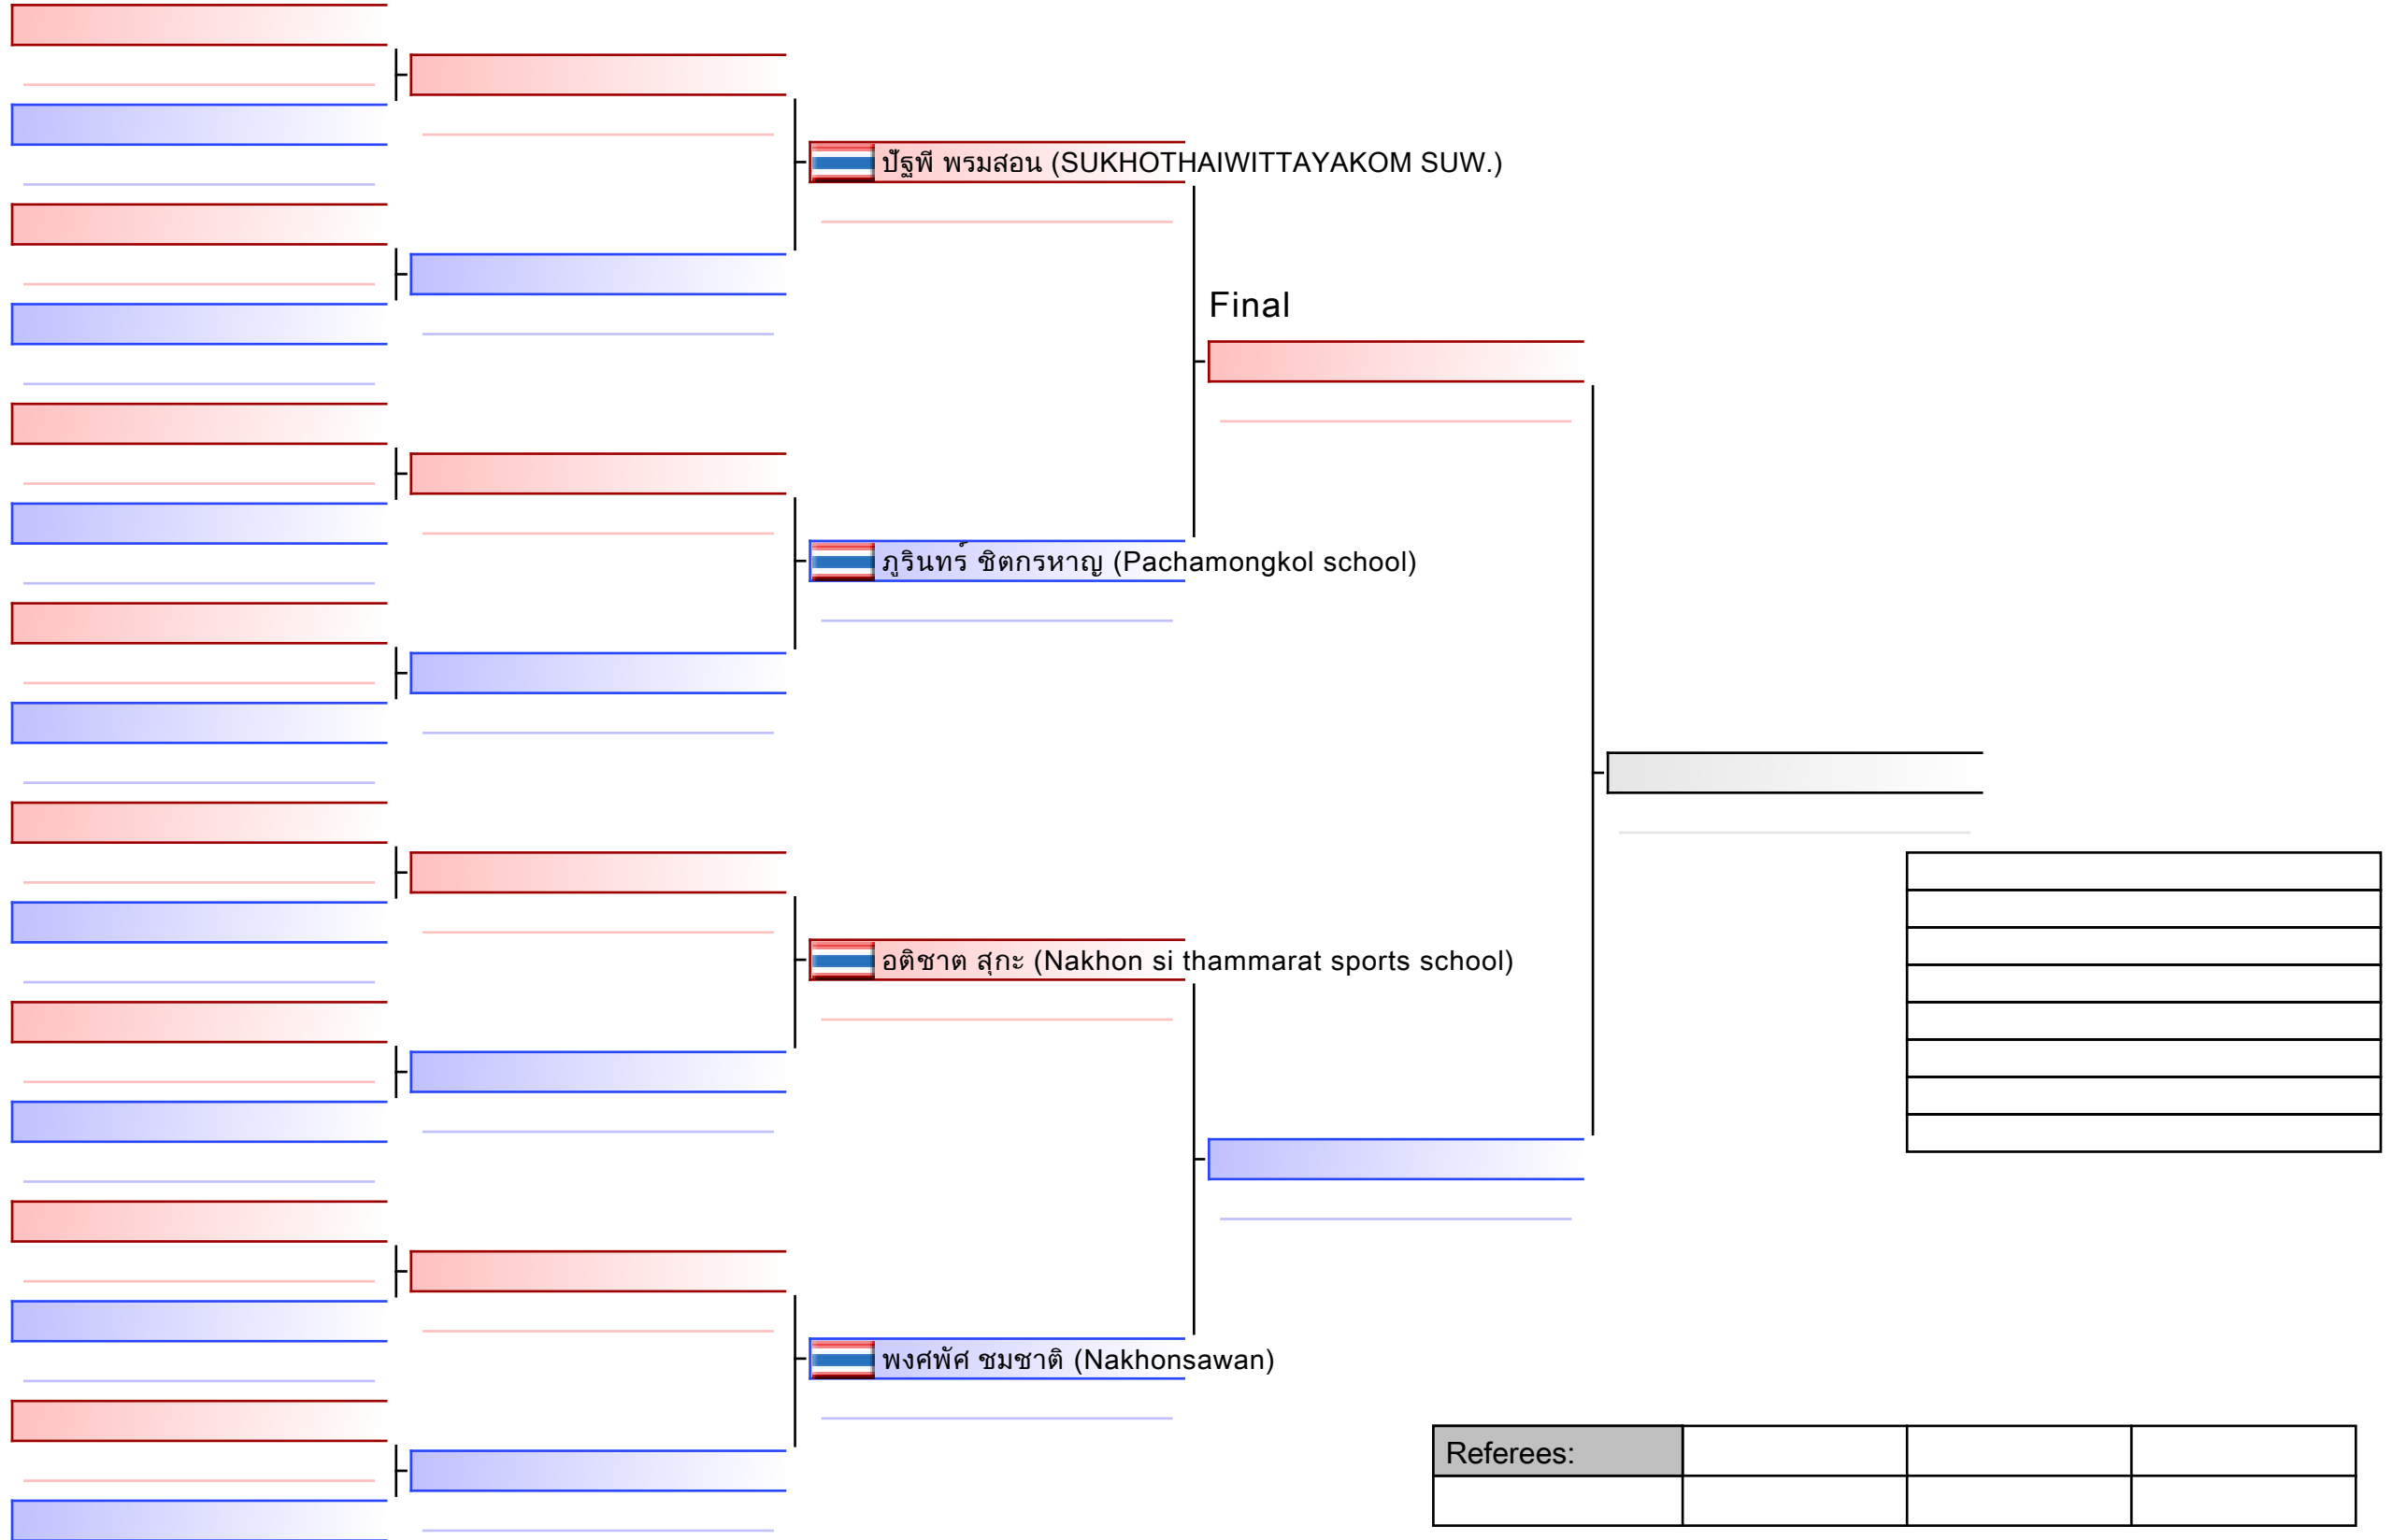 ปัฐพี พรมสอน (SUKHOTHAIWITTAYAKOM SUW.)
Final
ภูรินทร์ ชิตกรหาญ (Pachamongkol school)
อติชาต สุกะ (Nakhon si thammarat sports school)
พงศพัศ ชมชาติ (Nakhonsawan)
Referees: